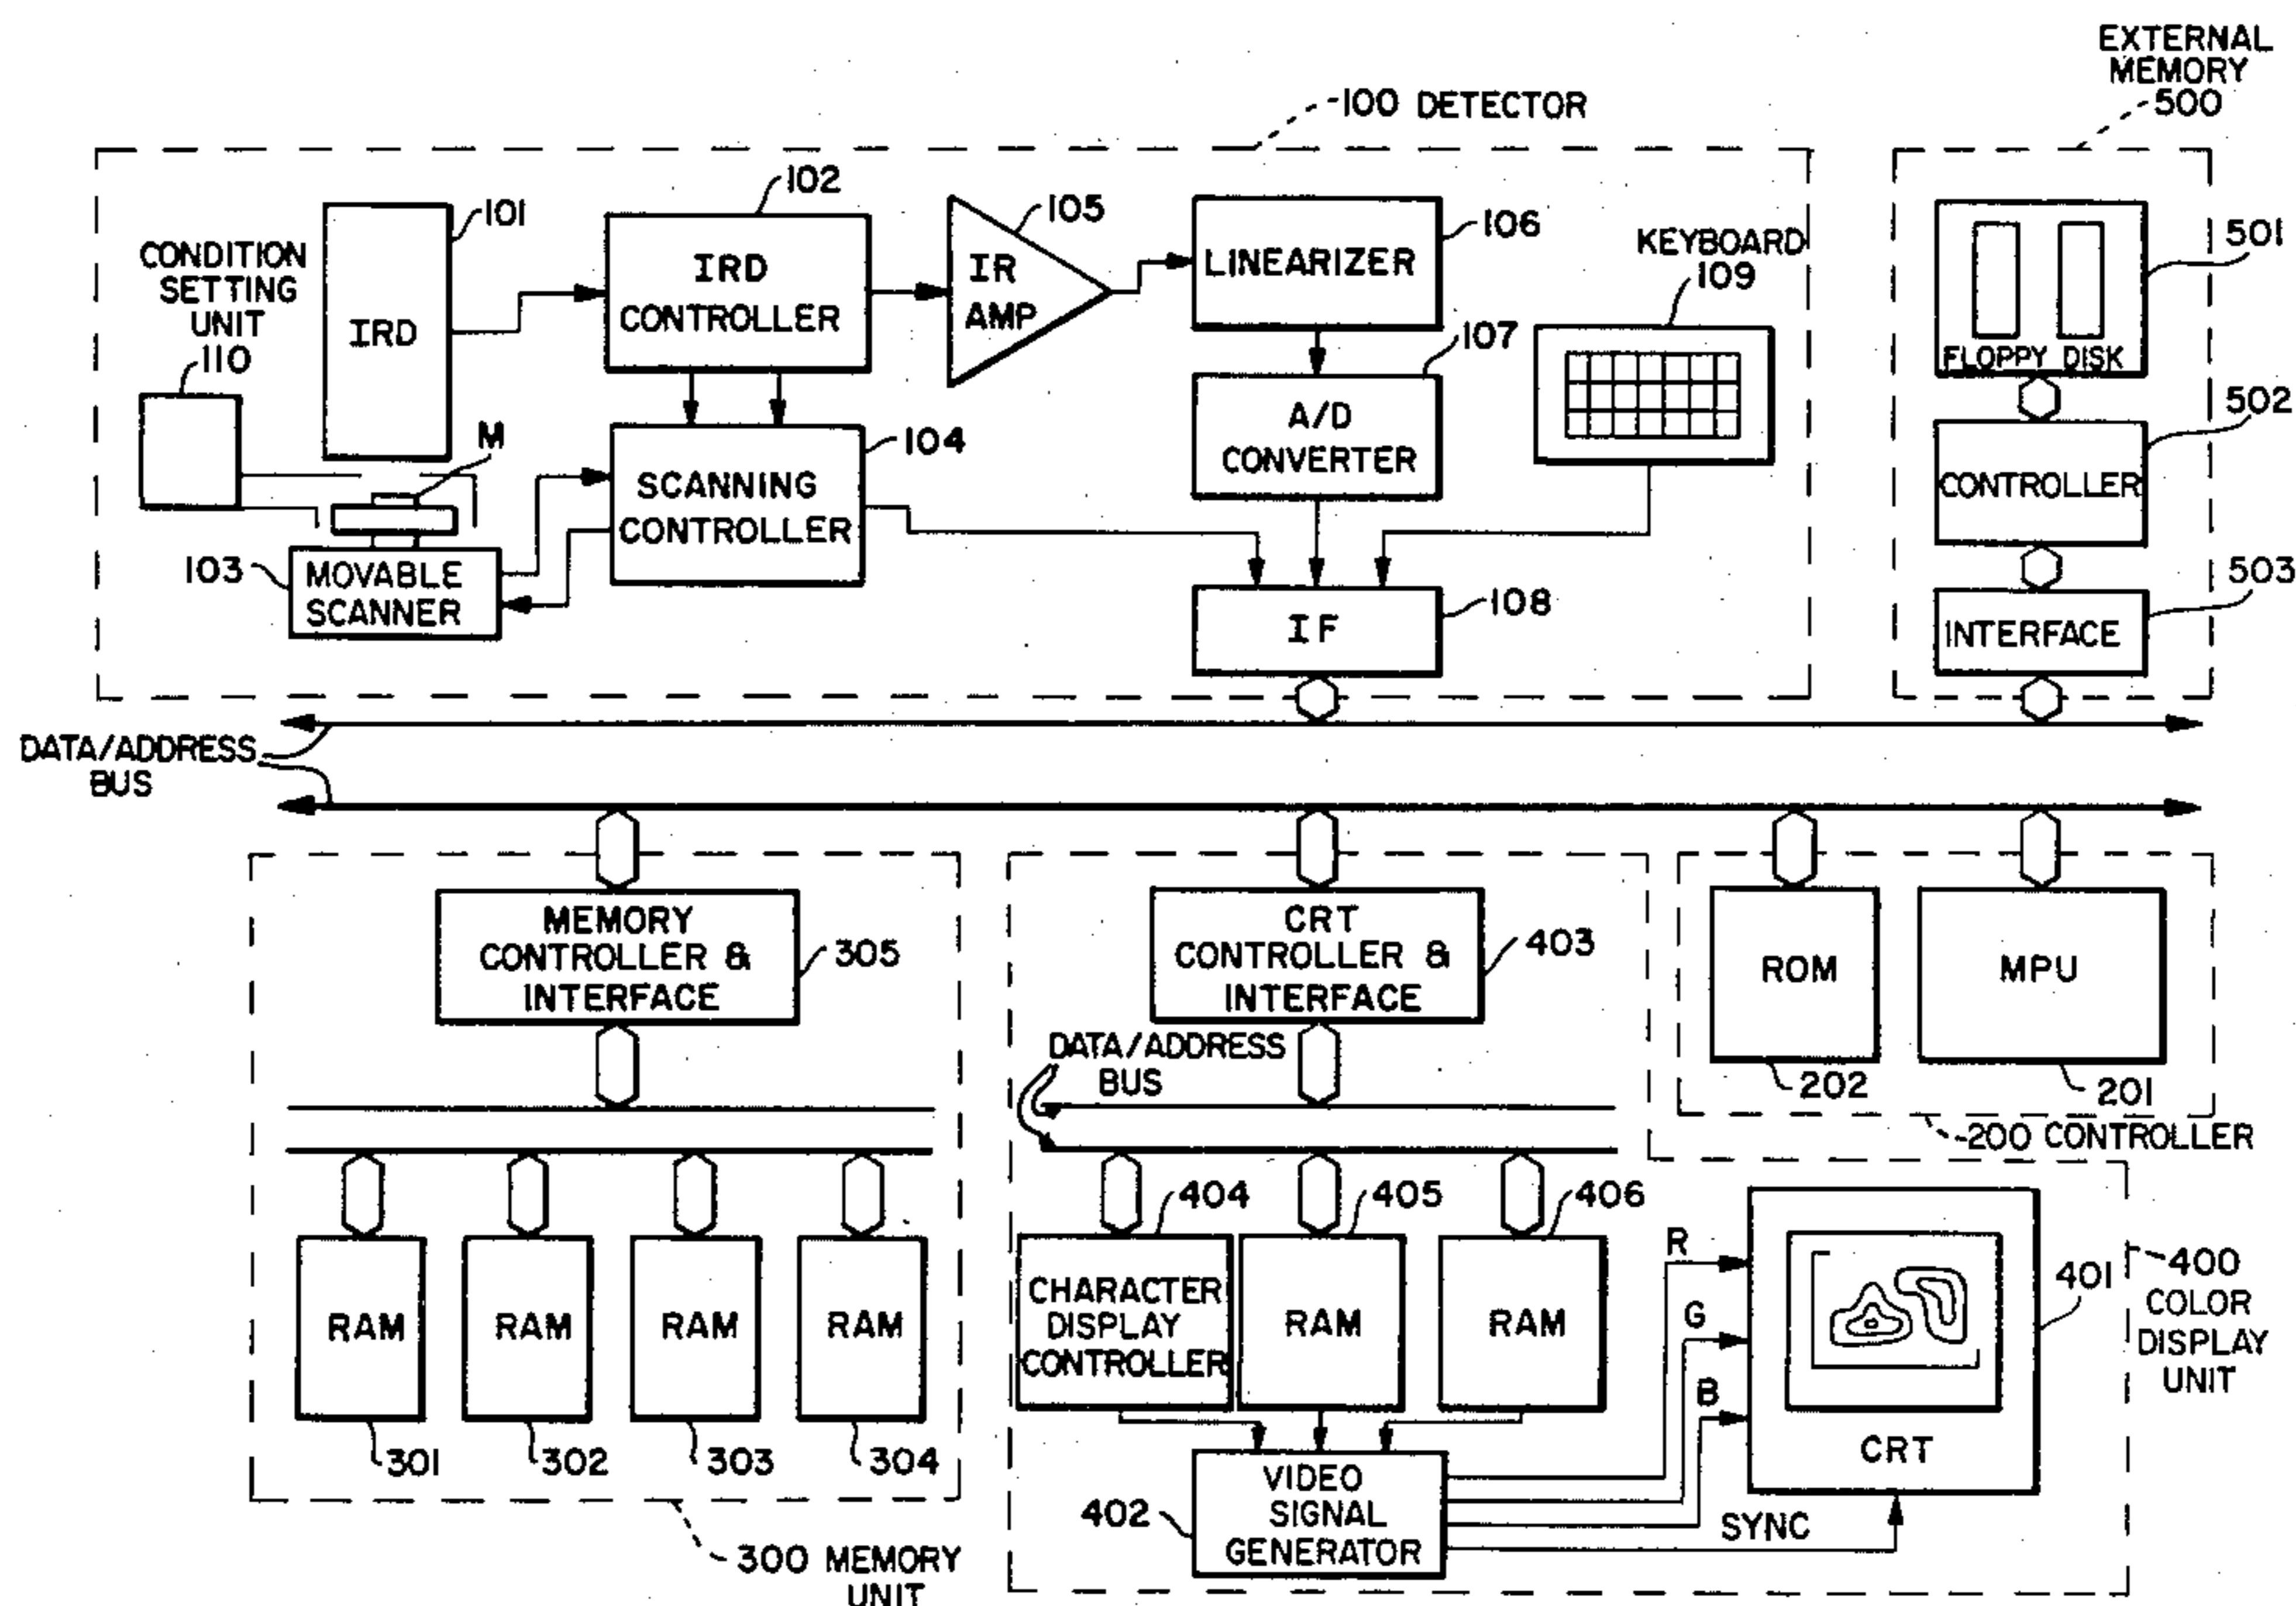 EXTERNAL
MEMORY
500
100 DETECTOR
101
102
105
106
KEYBOARD
109
501
CONDITION
SETTING
UNIT
110
IRD
IRD
CONTROLLER
IR
AMP
LINEARIZER
FLOPPY DISK
107
502
M
104
SCANNING
CONTROLLER
A/D
CONVERTER
CONTROLLER
103
MOVABLE
SCANNER
108
IF
503
INTERFACE
DATA/ADDRESS
BUS
MEMORY
CONTROLLER &
INTERFACE
305
CRT
CONTROLLER &
INTERFACE
403
ROM
MPU
202
201
200 CONTROLLER
DATA/ADDRESS
BUS
404
405
406
RAM
RAM
RAM
RAM
301
302
303
304
300 MEMORY
UNIT
CHARACTER
DISPLAY
CONTROLLER
RAM
RAM
R
G
B
SYNC
CRT
401
400
COLOR
DISPLAY
UNIT
402
VIDEO
SIGNAL
GENERATOR